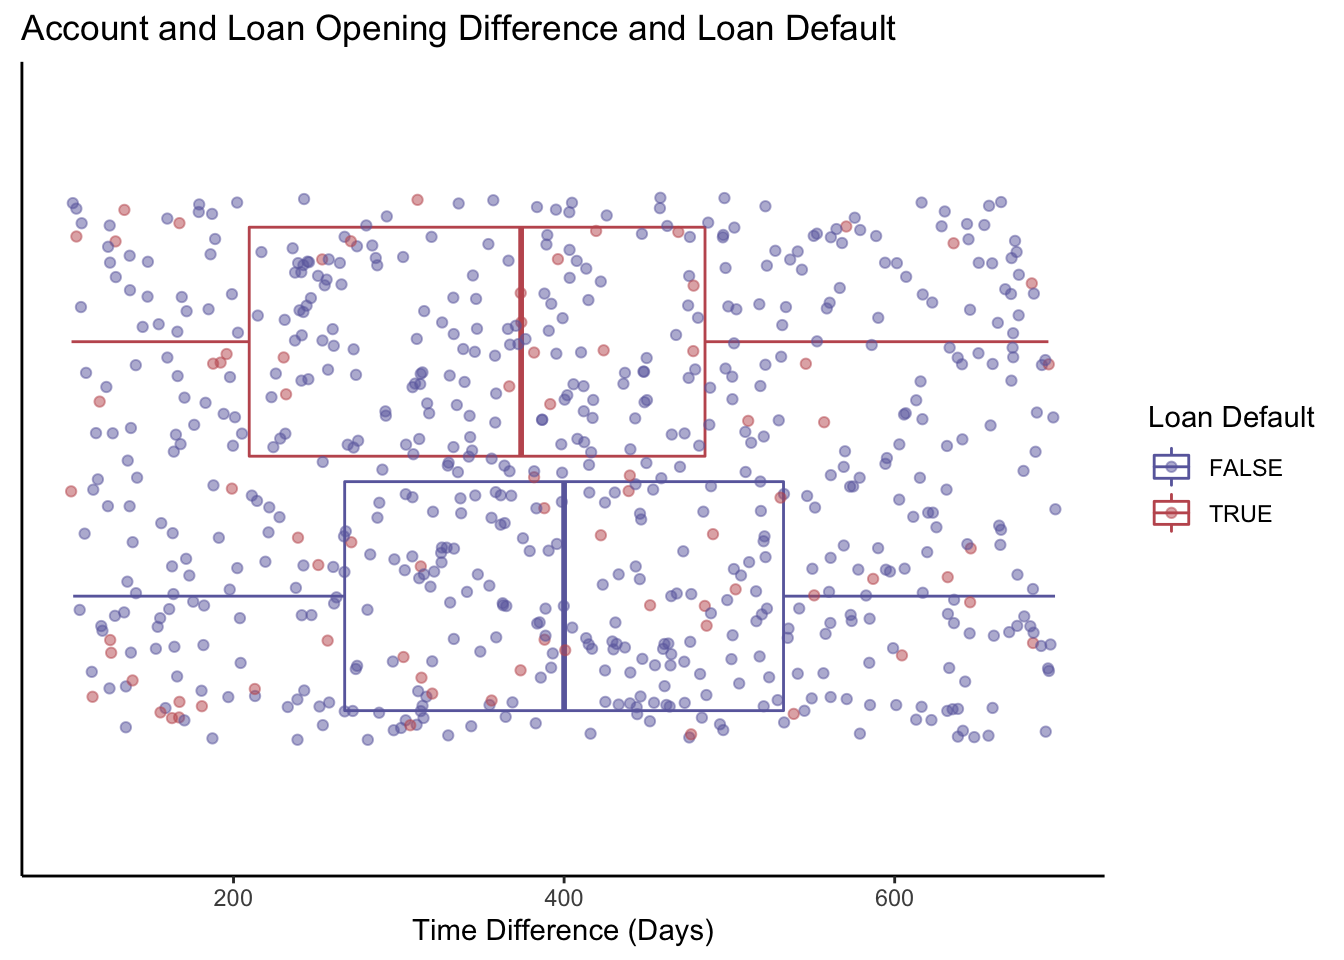 Account and Loan Opening Difference and Loan Default
Loan Default
FALSE
TRUE
200
400
600
Time Difference (Days)